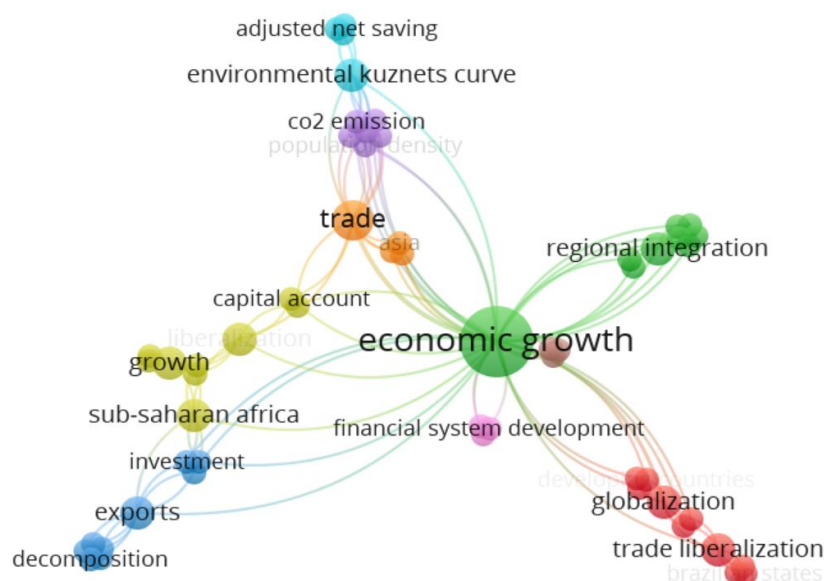 adjusted net saving
environmental kuznets curve
co2 emission
population density
trade
asia
regional integration
capital account
liberalization
economic growth
growth
sub-saharan africa
financial system development
investment
developing countries
globalization
exports
trade liberalization
decomposition
brazilian states